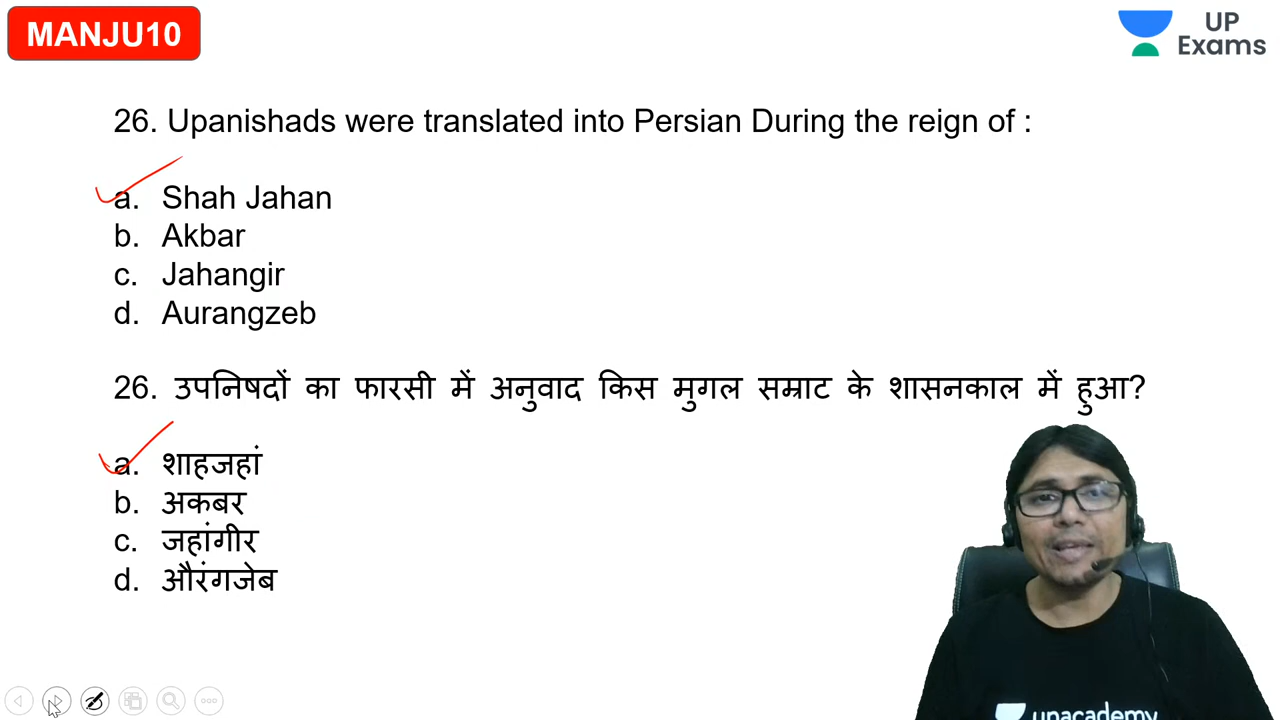 MANJU10
UP
Exams
26. Upanishads were translated into Persian During the reign of :
a. Shah Jahan
b. Akbar
c. Jahangir
d. Aurangzeb
26. उपनिषदों का फारसी में अनुवाद किस मुगल सम्राट के शासनकाल में हुआ?
a. शाहजहां
b. अकबर
c. जहांगीर
d. औरंगजेब
unacademy